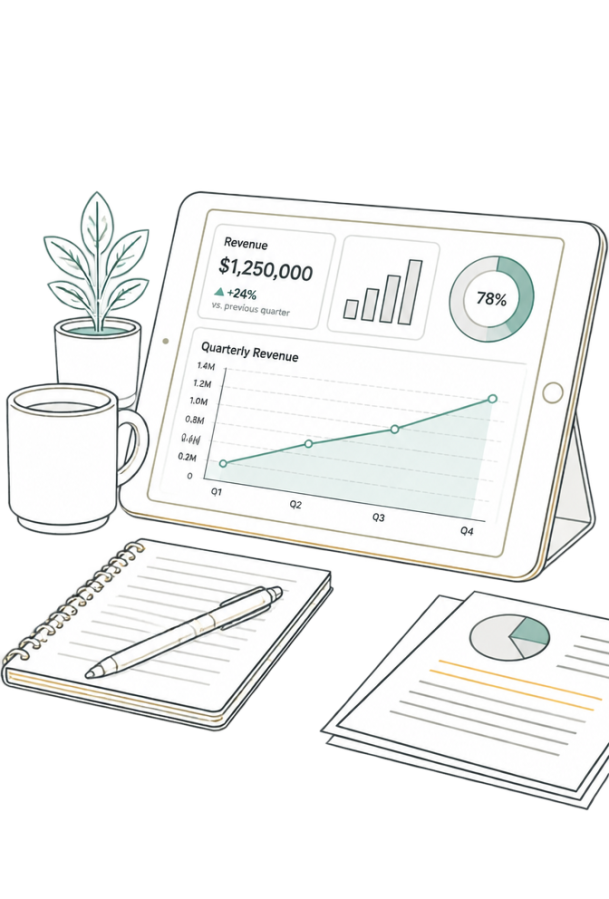 Revenue
$1,250,000
▲ +24%
vs. previous quarter
78%
Quarterly Revenue
1.4M
1.2M
1.0M
0.8M
0.2M
0
Q1
Q2
Q3
Q4